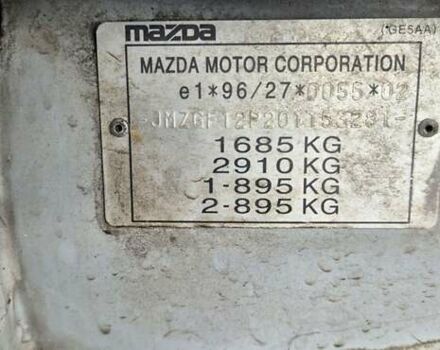 mazda
(GE5AA)
MAZDA MOTOR CORPORATION
e1*96/27*0055*02
1685 KG
2910 KG
1-895 KG
2-895 KG